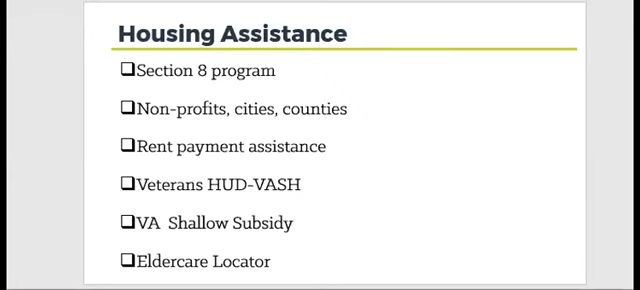 Housing Assistance
❑Section 8 program
❑Non-profits, cities, counties
❑Rent payment assistance
❑Veterans HUD-VASH
❑VA  Shallow Subsidy
❑Eldercare Locator